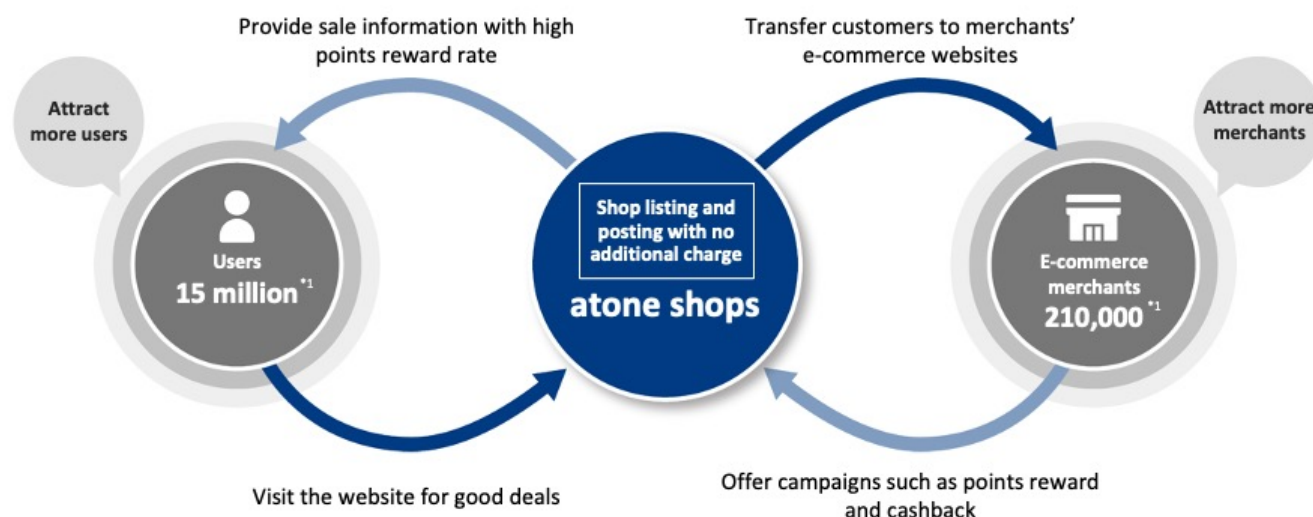 Provide sale information with high
points reward rate
Transfer customers to merchants’
e-commerce websites
Attract
more users
Attract more
merchants
Users
15 million*1
Shop listing and
posting with no
additional charge
atone shops
E-commerce
merchants
210,000 *1
Visit the website for good deals
Offer campaigns such as points reward
and cashback